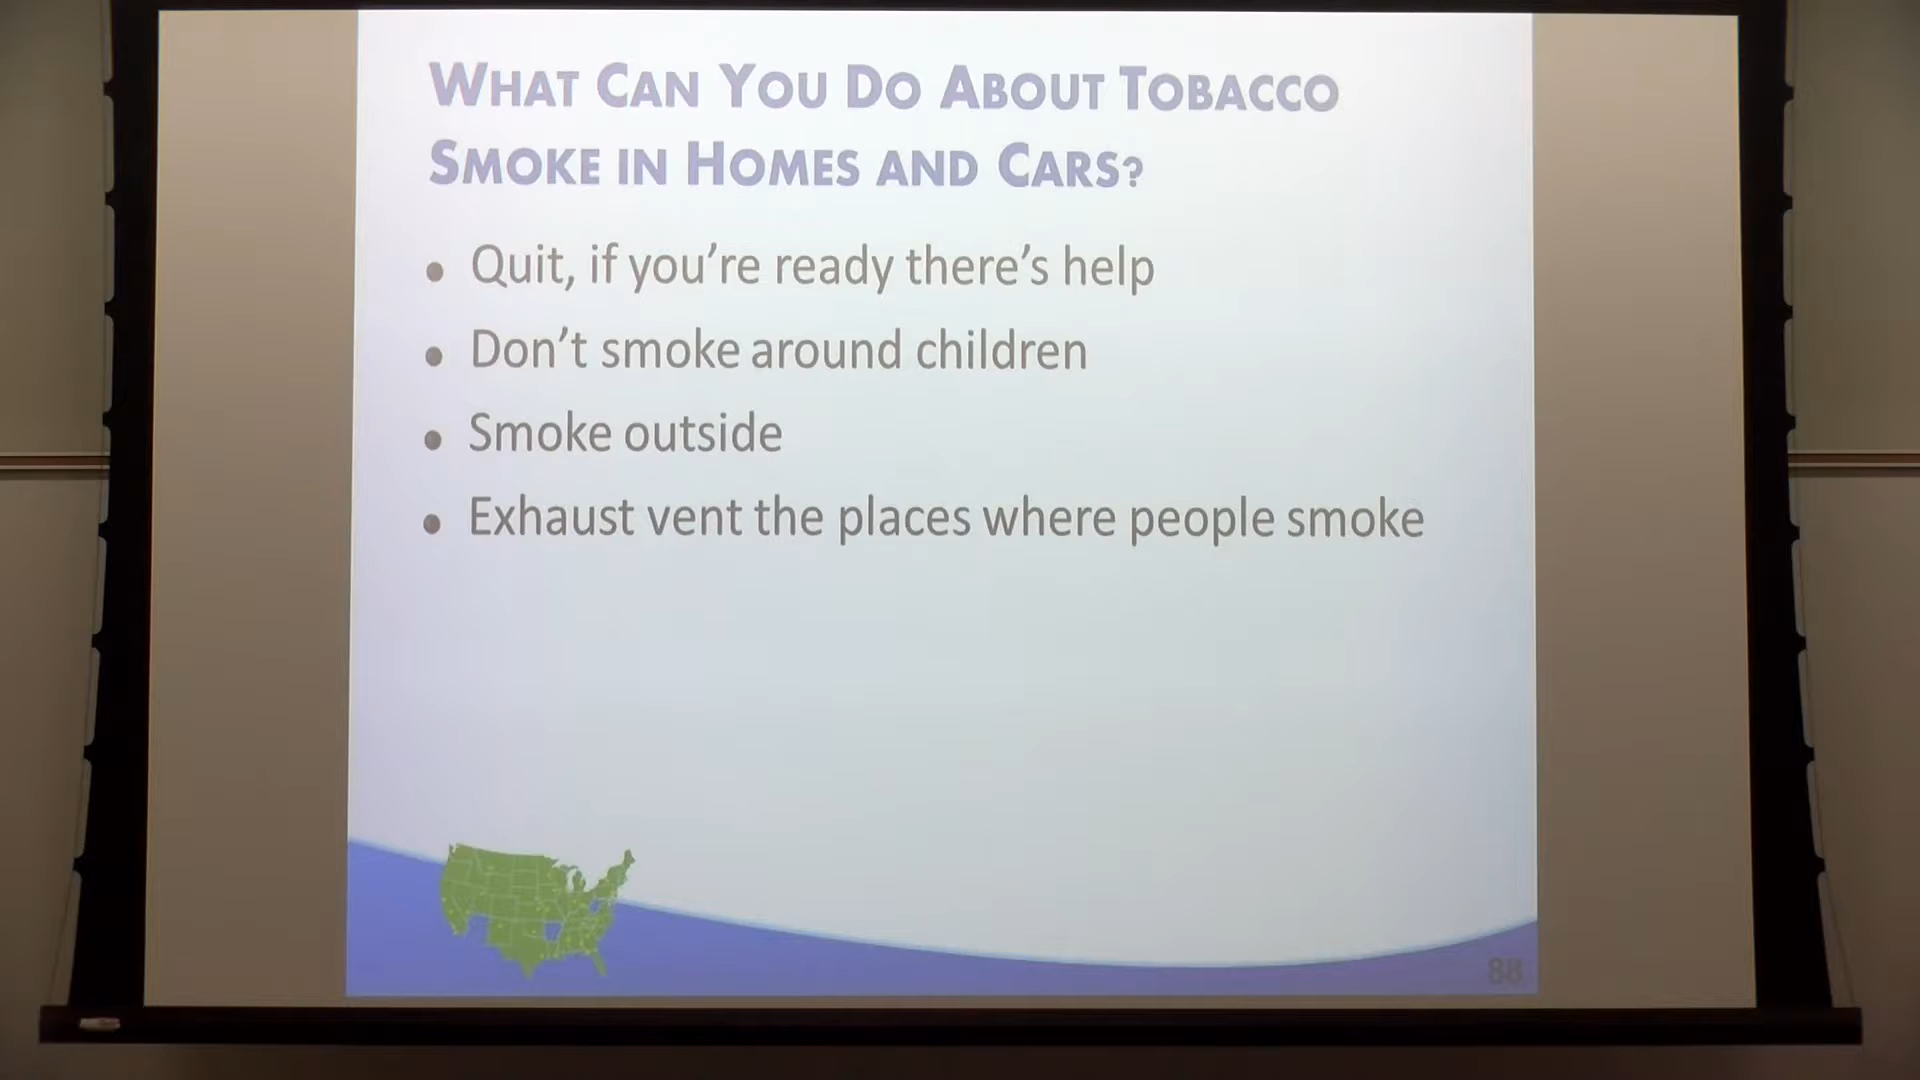 WHAT CAN YOU DO ABOUT TOBACCO
SMOKE IN HOMES AND CARS?
• Quit, if you're ready there's help
• Don't smoke around children
• Smoke outside
• Exhaust vent the places where people smoke
88